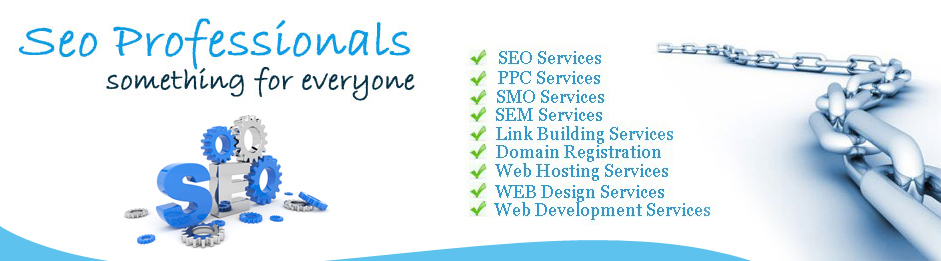 Seo Professionals
something for everyone
SEO
SEO Services
PPC Services
SMO Services
SEM Services
Link Building Services
Domain Registration
Web Hosting Services
WEB Design Services
Web Development Services